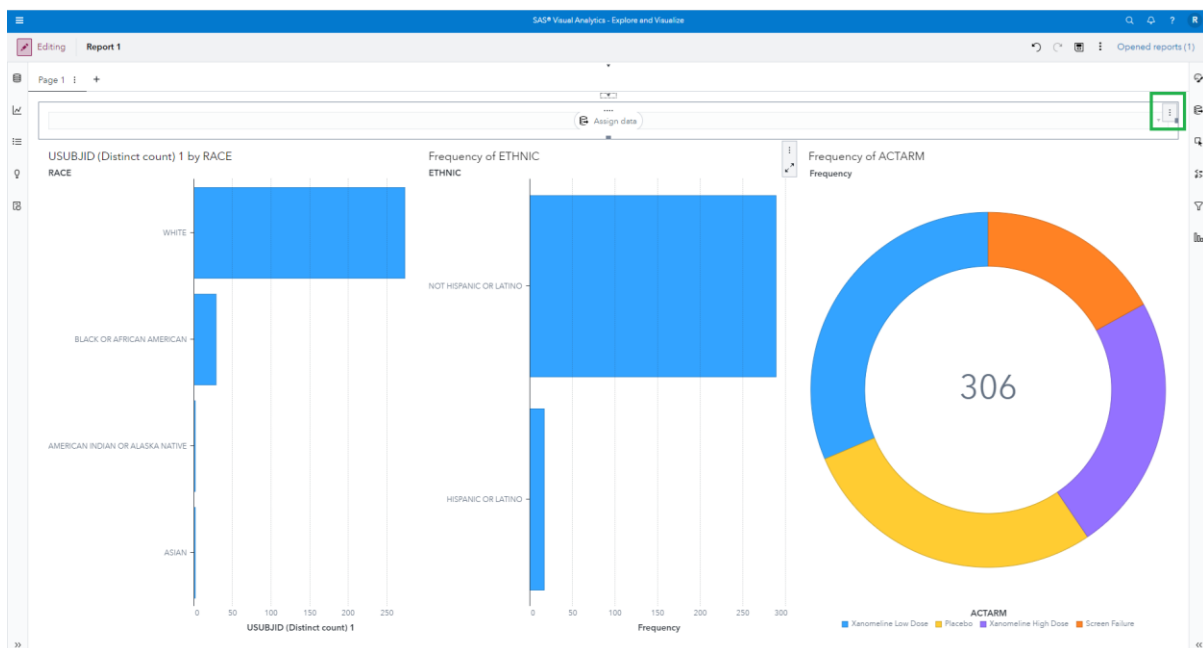 SAS® Visual Analytics - Explore and Visualize
R
Editing
Report 1
Opened reports (1)
Page 1
Assign data
USUBJID (Distinct count) 1 by RACE
RACE
WHITE
BLACK OR AFRICAN AMERICAN
AMERICAN INDIAN OR ALASKA NATIVE
ASIAN
0 50 100 150 200 250
USUBJID (Distinct count) 1
Frequency of ETHNIC
ETHNIC
NOT HISPANIC OR LATINO
HISPANIC OR LATINO
0 50 100 150 200 250 300
Frequency
Frequency of ACTARM
Frequency
306
ACTARM
Xanomeline Low Dose Placebo Xanomeline High Dose Screen Failure